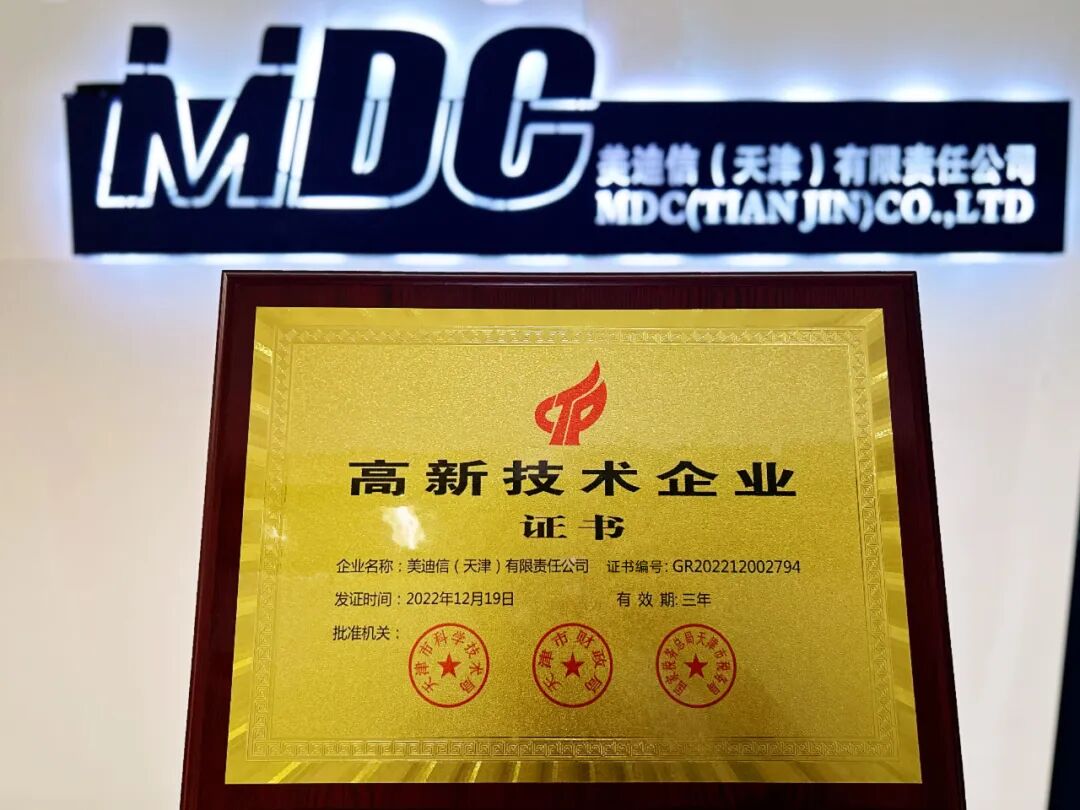 MDC
美迪信（天津）有限责任公司
MDC(TIAN JIN)CO.,LTD
CTP
高新技术企业
证书
企业名称：美迪信（天津）有限责任公司 证书编号：GR202212002794
发证时间：2022年12月19日 有 效 期：三年
批准机关：
天津市科学技术局
天津市财政局
国家税务总局天津市税务局